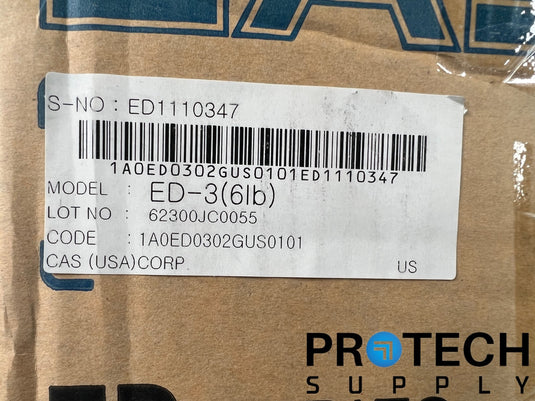 S-NO : ED1110347
1A0ED0302GUS0101ED1110347
MODEL : ED-3(6lb)
LOT NO : 62300JC0055
CODE : 1A0ED0302GUS0101
CAS (USA)CORP. US
PROTECH
SUPPLY